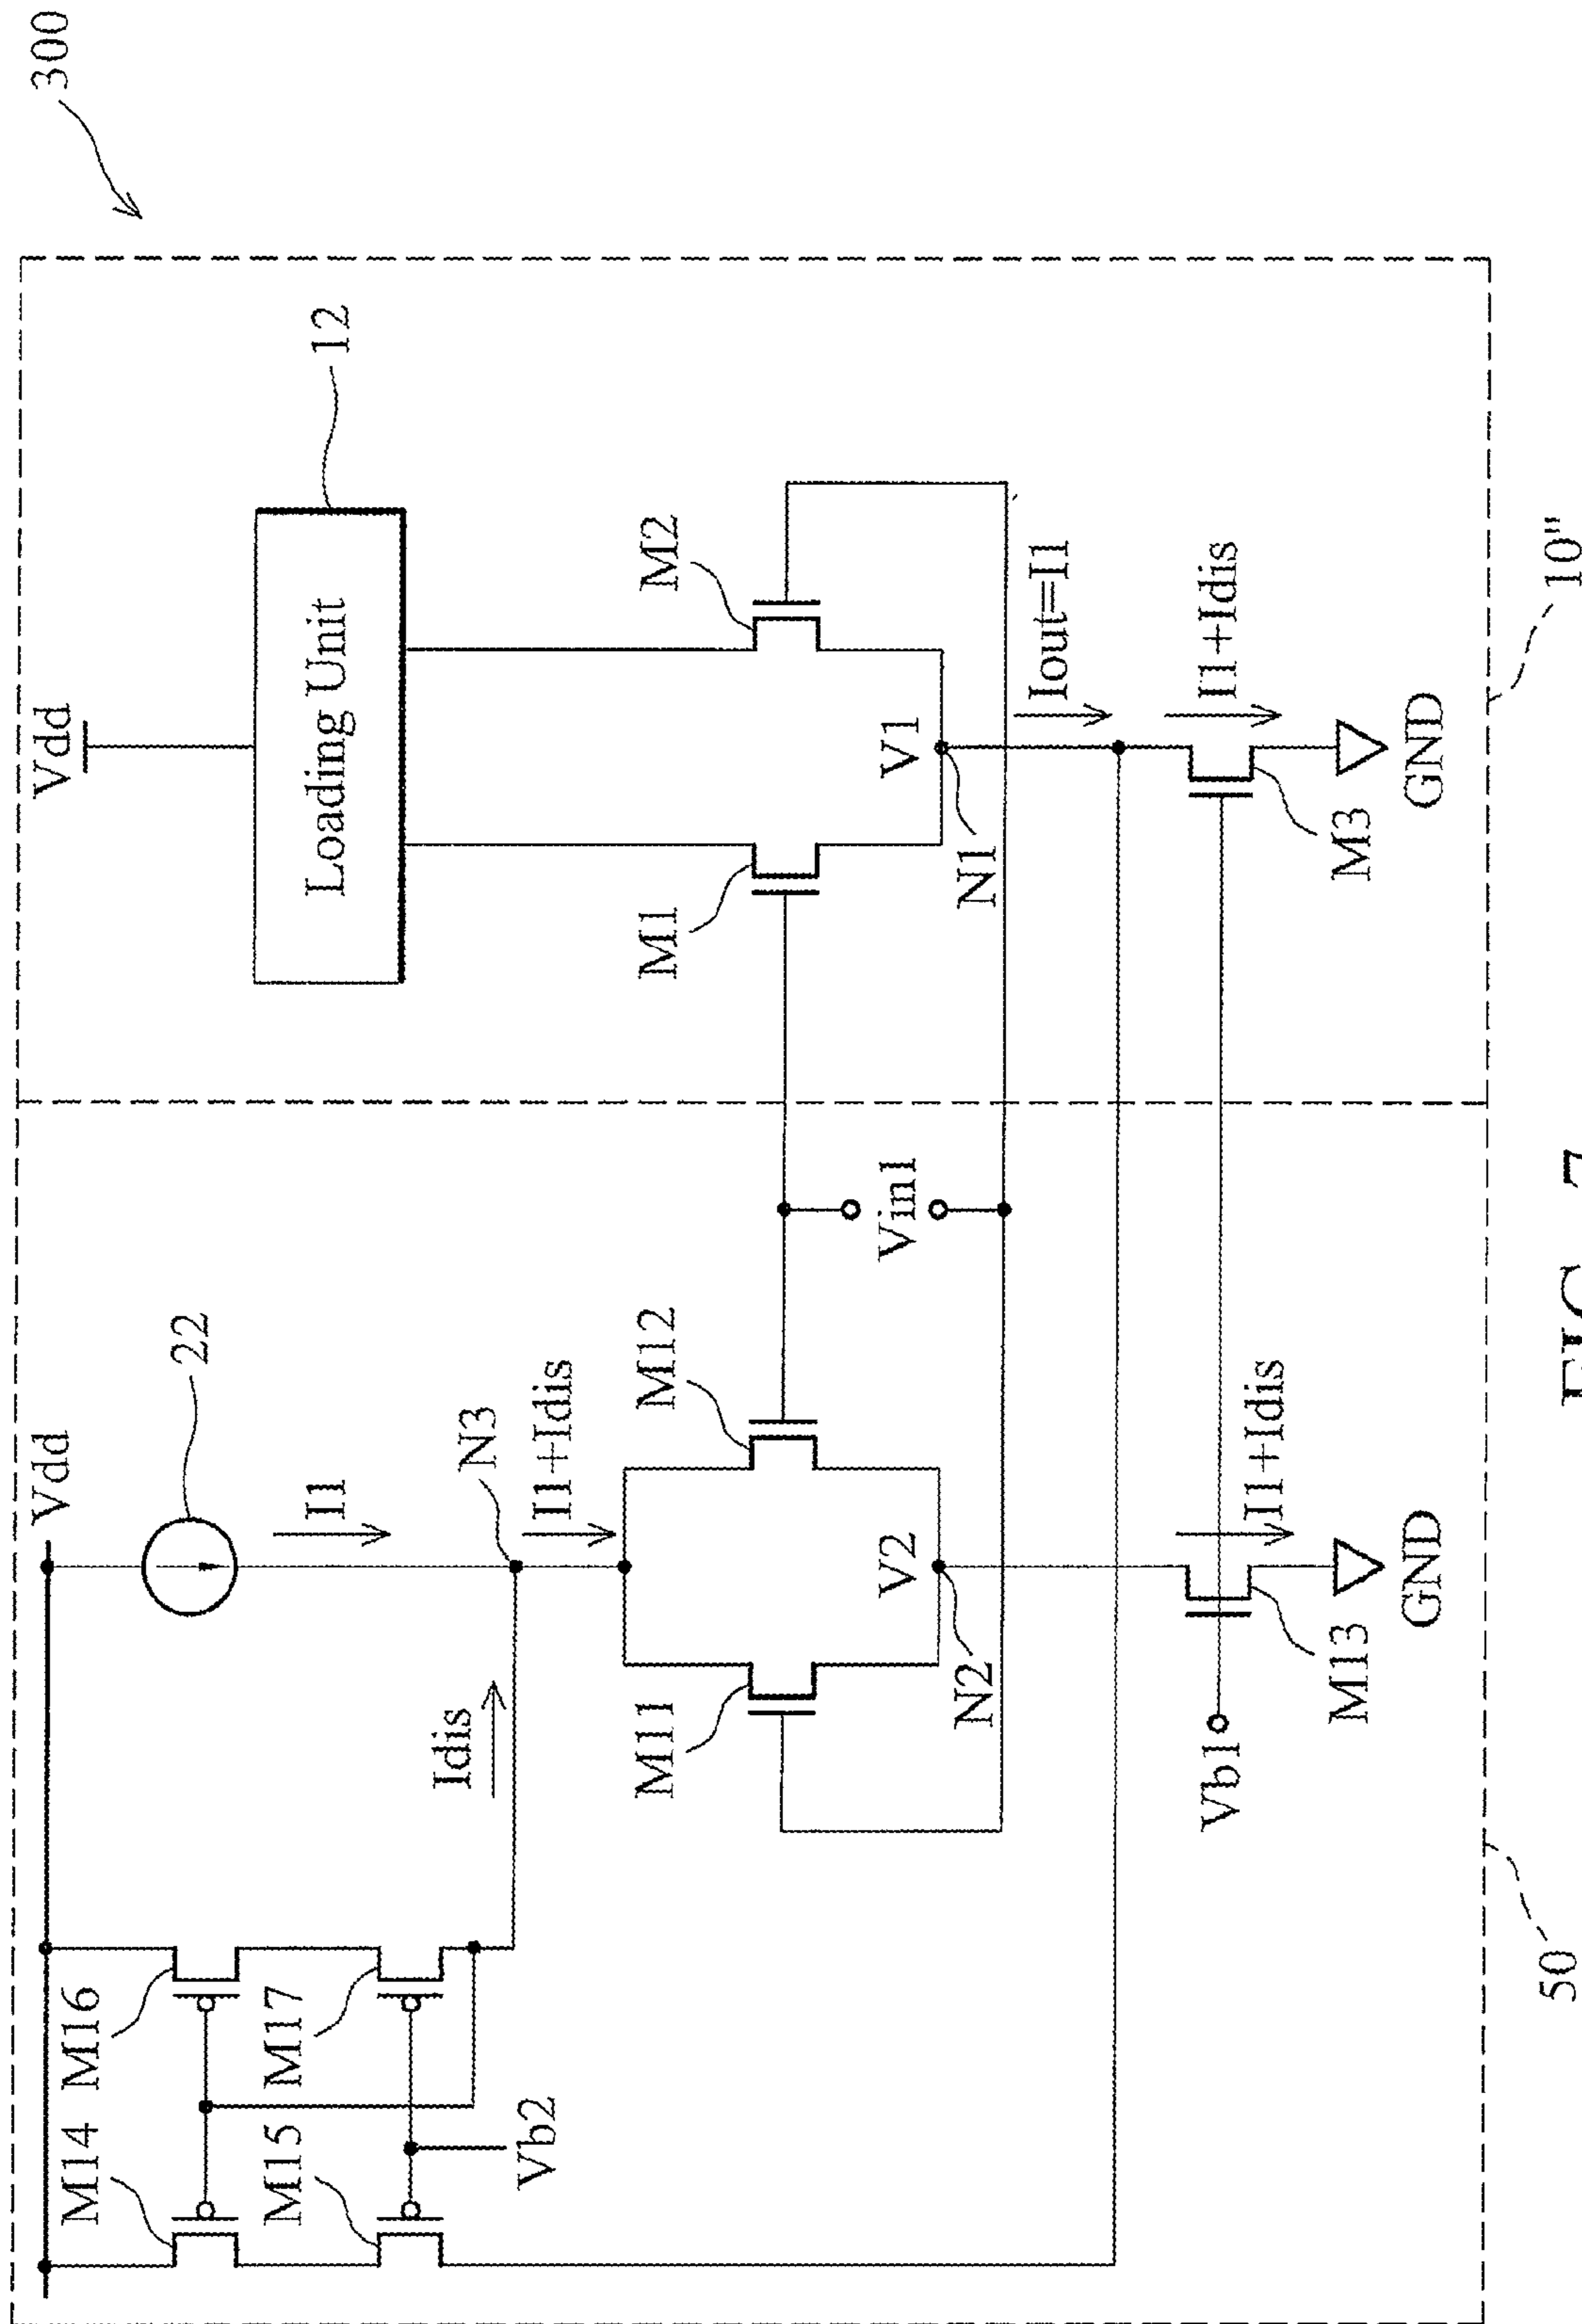 300
Vdd
Vdd
22
12
Loading Unit
I1
M16
M14
M17
M15
Vb2
Idis
N3
I1+Idis
M11
M12
M1
M2
V2
V1
Vin1
N2
N1
Iout=I1
Vb1
I1+Idis
I1+Idis
M13
M3
GND
GND
50
10"
FIG. 7